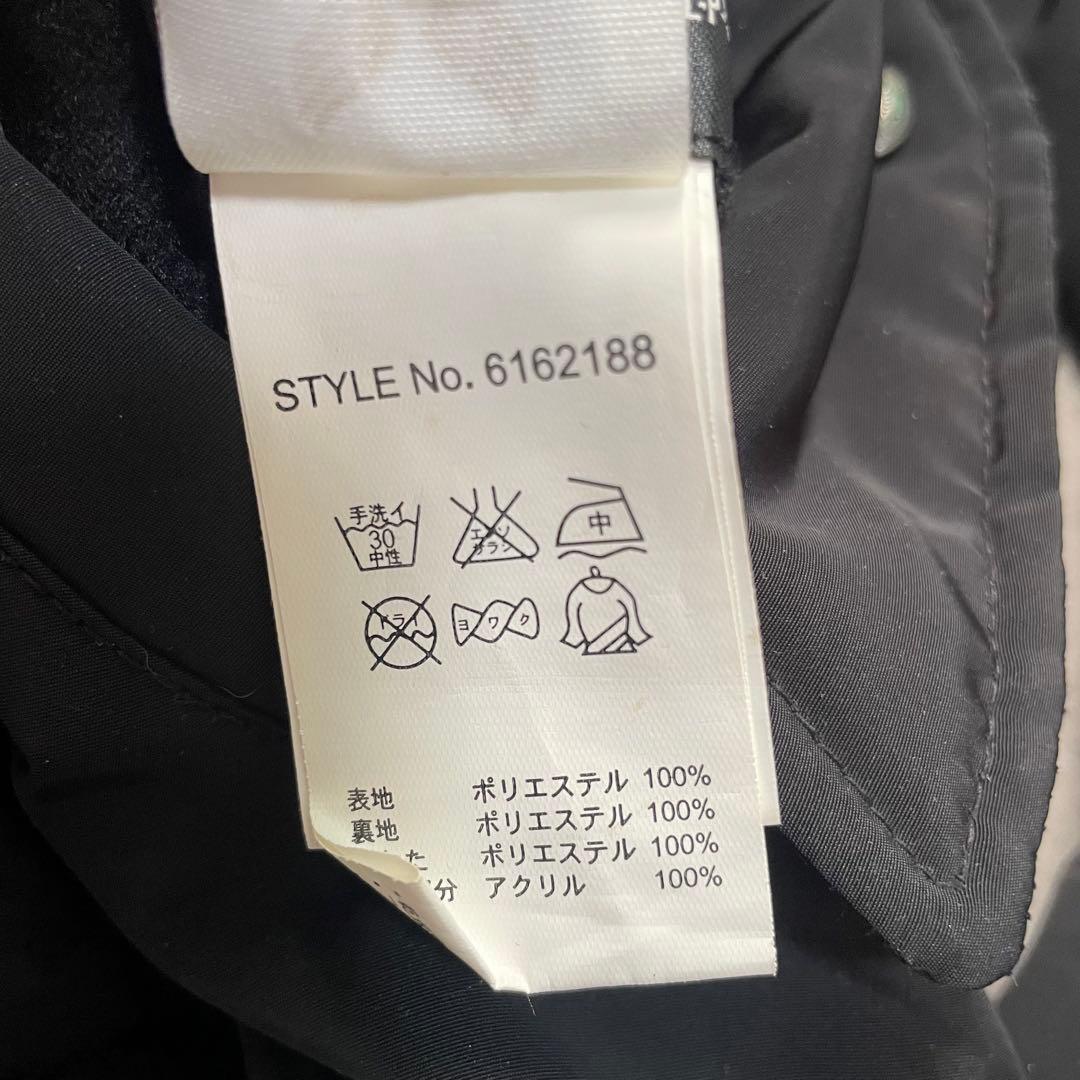 STYLE No. 6162188
手洗イ
30
中性
エンソ
サラシ
中
ドライ
ヨワク
表地 ポリエステル 100%
裏地 ポリエステル 100%
た ポリエステル 100%
分 アクリル 100%